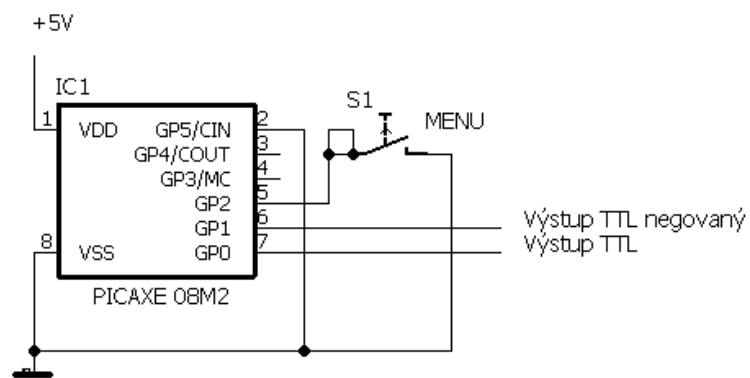 +5V
IC1
S1
MENU
1
VDD
GP5/CIN
2
GP4/COUT
3
GP3/MC
4
GP2
5
GP1
6
Výstup TTL negovaný
8
VSS
GP0
7
Výstup TTL
PICAXE 08M2